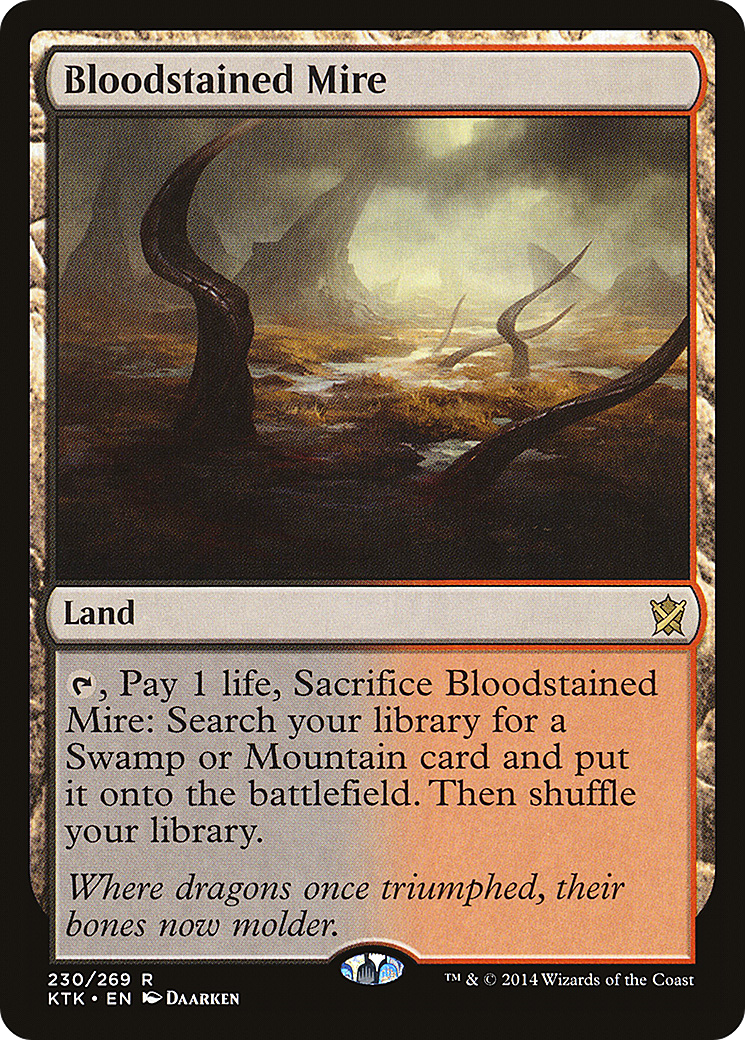 Bloodstained Mire
Land
, Pay 1 life, Sacrifice Bloodstained
Mire: Search your library for a
Swamp or Mountain card and put
it onto the battlefield. Then shuffle
your library.
Where dragons once triumphed, their
bones now molder.
230/269 R
KTK • EN DAARKEN
™ & © 2014 Wizards of the Coast